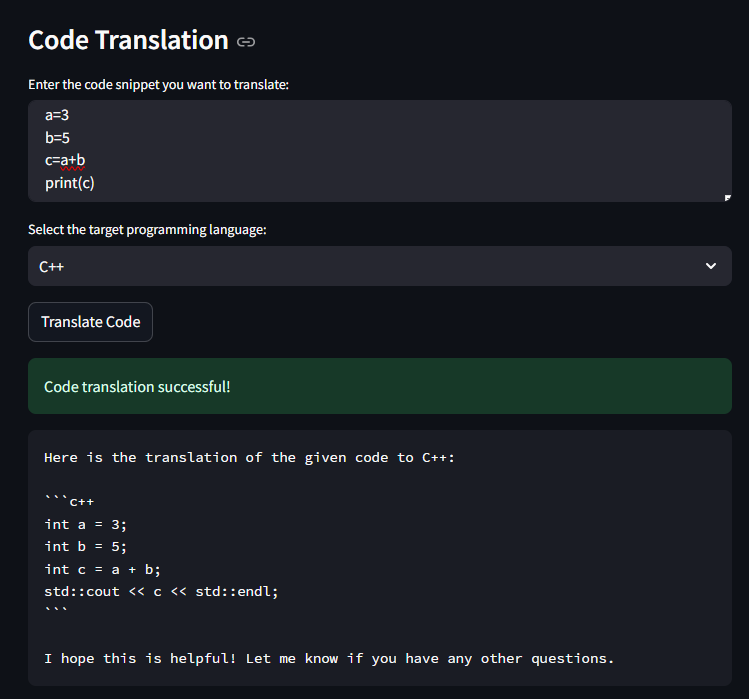 Code Translation
Enter the code snippet you want to translate:
a=3
b=5
c=a+b
print(c)
Select the target programming language:
C++
Translate Code
Code translation successful!
Here is the translation of the given code to C++:
```c++
int a = 3;
int b = 5;
int c = a + b;
std::cout << c << std::endl;
```
I hope this is helpful! Let me know if you have any other questions.